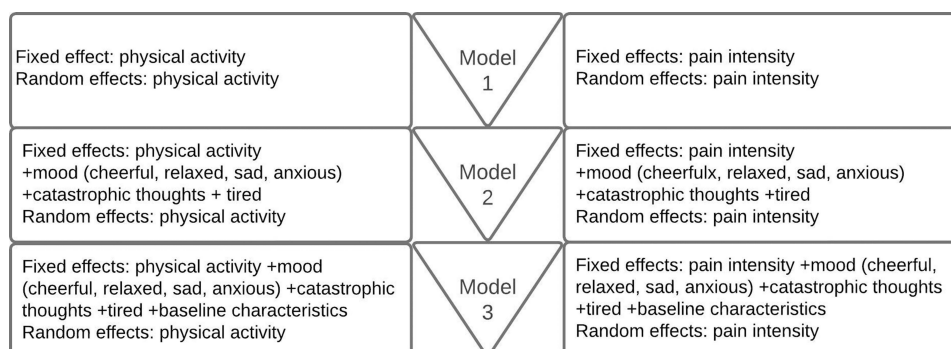 Fixed effect: physical activity
Random effects: physical activity
Model
1
Fixed effects: pain intensity
Random effects: pain intensity
Fixed effects: physical activity
+mood (cheerful, relaxed, sad, anxious)
+catastrophic thoughts + tired
Random effects: physical activity
Model
2
Fixed effects: pain intensity
+mood (cheerfulx, relaxed, sad, anxious)
+catastrophic thoughts +tired
Random effects: pain intensity
Fixed effects: physical activity +mood
(cheerful, relaxed, sad, anxious) +catastrophic
thoughts +tired +baseline characteristics
Random effects: physical activity
Model
3
Fixed effects: pain intensity +mood (cheerful,
relaxed, sad, anxious) +catastrophic thoughts
+tired +baseline characteristics
Random effects: pain intensity